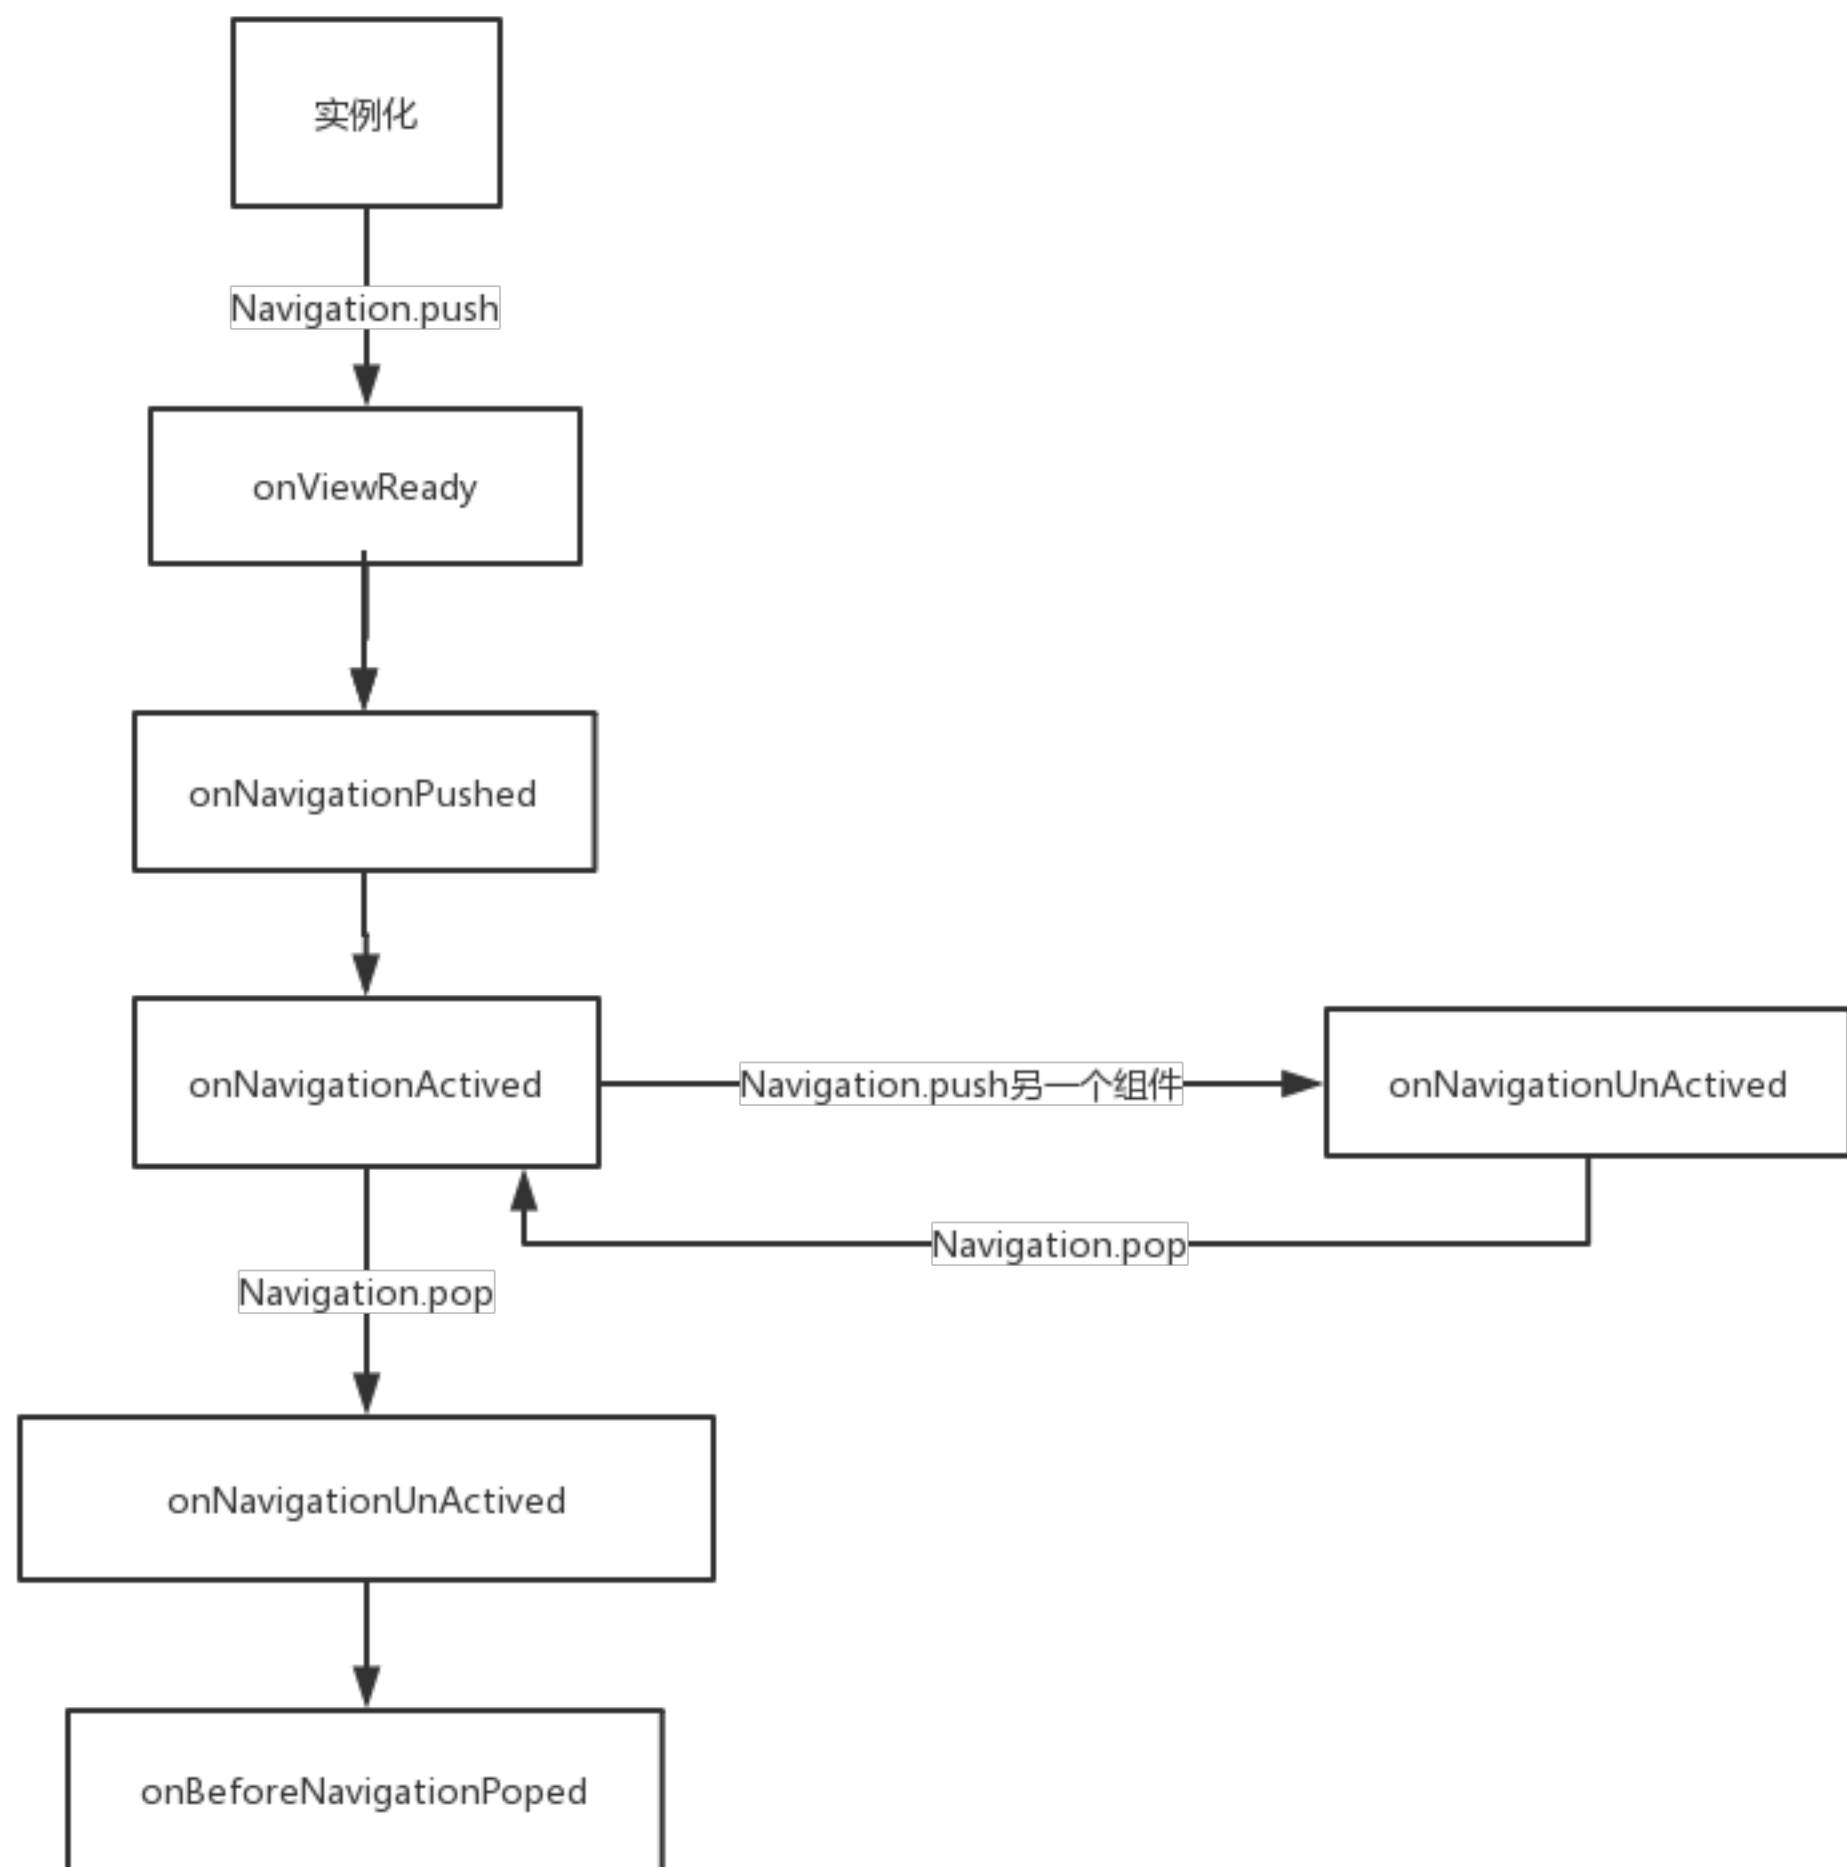 实例化
Navigation.push
onViewReady
onNavigationPushed
onNavigationActived
Navigation.push另一个组件
onNavigationUnActived
Navigation.pop
Navigation.pop
onNavigationUnActived
onBeforeNavigationPoped